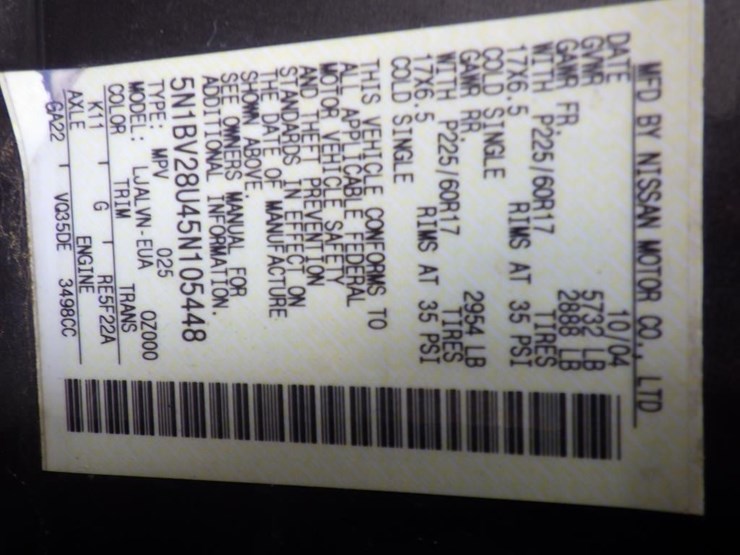 MFD BY NISSAN MOTOR CO., LTD.
DATE 10/04
GVWR 5732 LB
GAWR FR. 2888 LB
WITH P225/60R17 TIRES
17X6.5 RIMS AT 35 PSI
COLD SINGLE
GAWR RR. 2954 LB
WITH P225/60R17 TIRES
17X6.5 RIMS AT 35 PSI
COLD SINGLE
THIS VEHICLE CONFORMS TO
ALL APPLICABLE FEDERAL
MOTOR VEHICLE SAFETY
AND THEFT PREVENTION
STANDARDS IN EFFECT ON
THE DATE OF MANUFACTURE
SHOWN ABOVE.
SEE OWNERS MANUAL FOR
ADDITIONAL INFORMATION.
5N1BV28U45N105448
TYPE: MPV 025 OZ000
MODEL: LJALVN-EUA
COLOR TRIM TRANS
K11 G RE5F22A
AXLE ENGINE
GA22 VQ35DE 3498CC